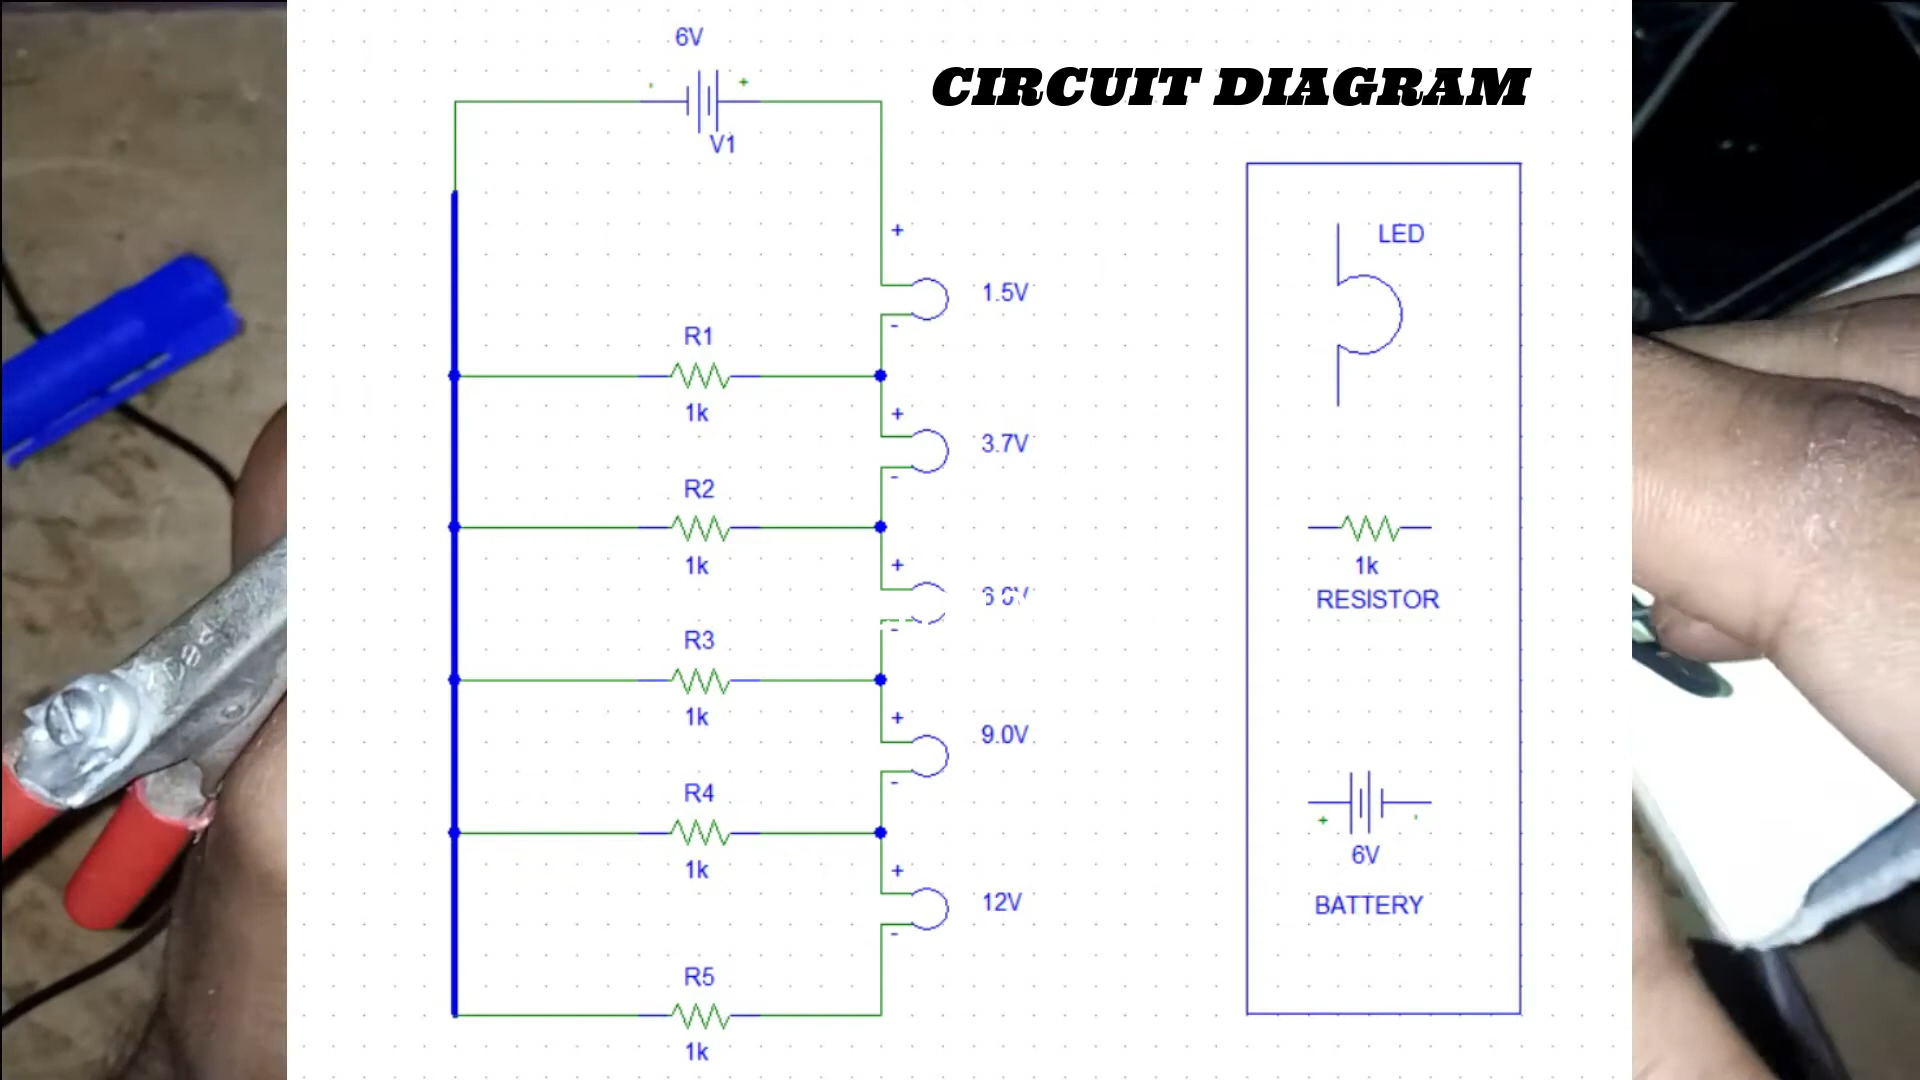 6V
CIRCUIT DIAGRAM
- +
V1
+
LED
1.5V
-
R1
1k
+
3.7V
-
R2
1k
RESISTOR
1k
+
-
R3
1k
+
9.0V
-
R4
1k
+ -
6V
BATTERY
+
12V
-
R5
1k